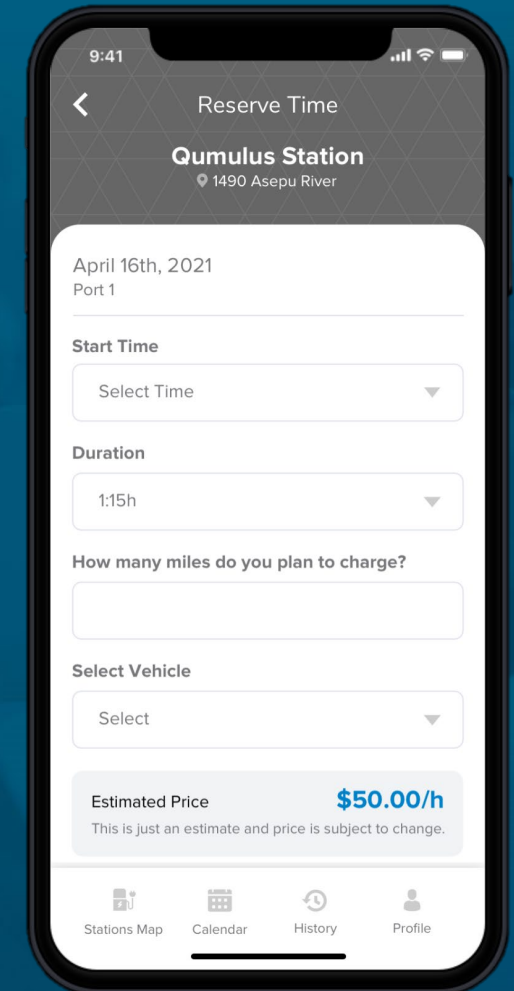 9:41
Reserve Time
Qumulus Station
1490 Asepu River
April 16th, 2021
Port 1
Start Time
Select Time
Duration
1:15h
How many miles do you plan to charge?
Select Vehicle
Select
Estimated Price $50.00/h
This is just an estimate and price is subject to change.
Stations Map Calendar History Profile